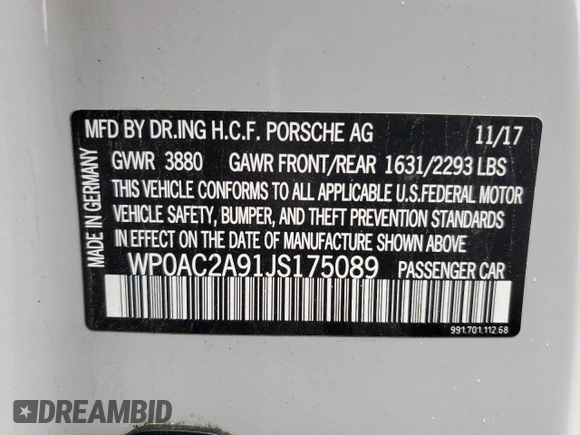 MFD BY DR.ING H.C.F. PORSCHE AG 11/17
GVWR 3880 GAWR FRONT/REAR 1631/2293 LBS
THIS VEHICLE CONFORMS TO ALL APPLICABLE U.S.FEDERAL MOTOR
VEHICLE SAFETY, BUMPER, AND THEFT PREVENTION STANDARDS
IN EFFECT ON THE DATE OF MANUFACTURE SHOWN ABOVE
WP0AC2A91JS175089 PASSENGER CAR
MADE IN GERMANY
991.701.112.68
DREAMBID